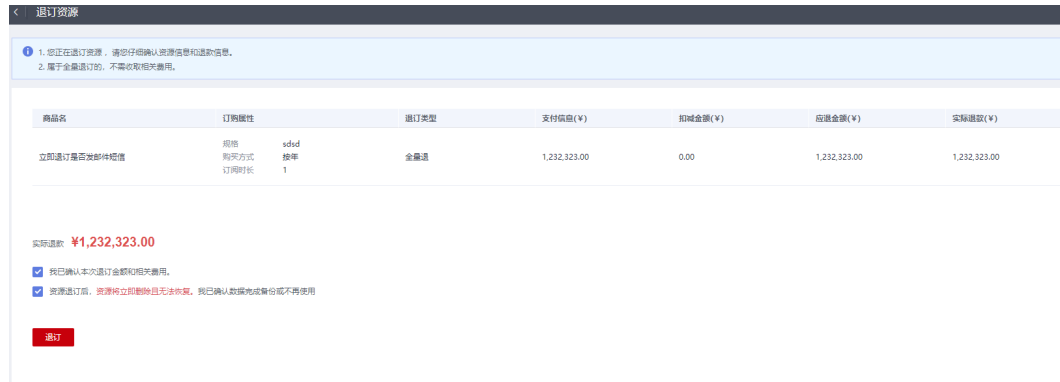 退订资源
1. 您正在退订资源，请您仔细确认资源信息和退款信息。
2. 属于全量退订的，不需收取相关费用。
商品名 订购属性 退订类型 支付信息(¥) 扣减金额(¥) 应退金额(¥) 实际退款(¥)
规格 sdsd
立即退订是否发邮件短信 购买方式 按年 全量退 1,232,323.00 0.00 1,232,323.00 1,232,323.00
订阅时长 1
实际退款 ¥1,232,323.00
我已确认本次退订金额和相关费用。
资源退订后，资源将立即删除且无法恢复。我已确认数据完成备份或不再使用
退订